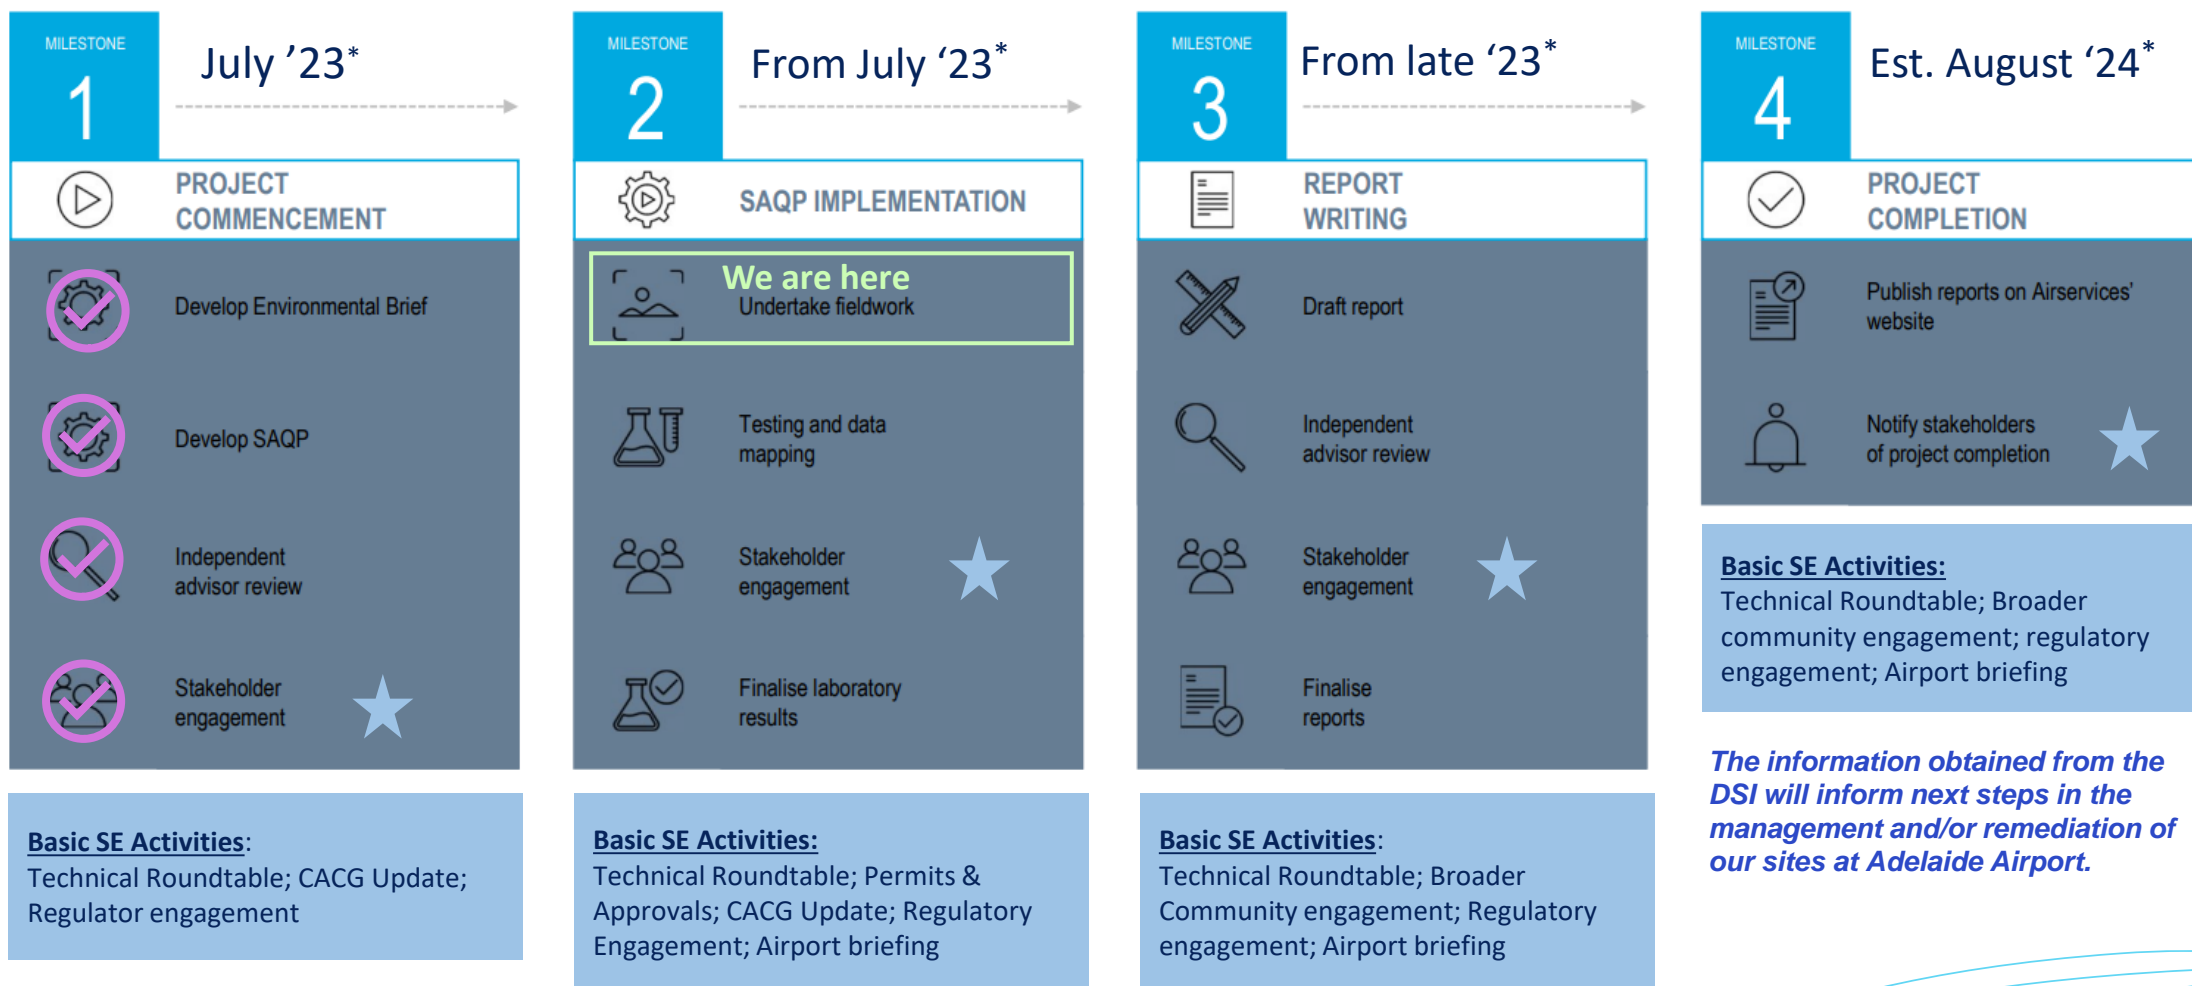 MILESTONE
1
July ’23*
PROJECT
COMMENCEMENT
Develop Environmental Brief
Develop SAQP
Independent
advisor review
Stakeholder
engagement
Basic SE Activities:
Technical Roundtable; CACG Update;
Regulator engagement
MILESTONE
2
From July ‘23*
SAQP IMPLEMENTATION
We are here
Undertake fieldwork
Testing and data
mapping
Stakeholder
engagement
Finalise laboratory
results
Basic SE Activities:
Technical Roundtable; Permits &
Approvals; CACG Update; Regulatory
Engagement; Airport briefing
MILESTONE
3
From late ‘23*
REPORT
WRITING
Draft report
Independent
advisor review
Stakeholder
engagement
Finalise
reports
Basic SE Activities:
Technical Roundtable; Broader
Community engagement; Regulatory
engagement; Airport briefing
MILESTONE
4
Est. August ‘24*
PROJECT
COMPLETION
Publish reports on Airservices’
website
Notify stakeholders
of project completion
Basic SE Activities:
Technical Roundtable; Broader
community engagement; regulatory
engagement; Airport briefing
The information obtained from the
DSI will inform next steps in the
management and/or remediation of
our sites at Adelaide Airport.